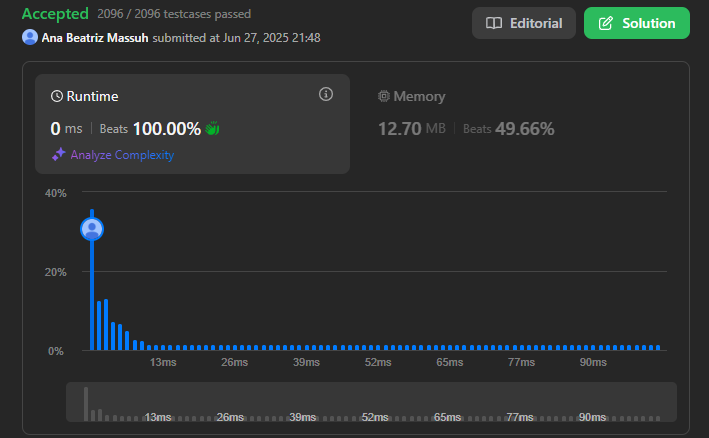 Accepted 2096 / 2096 testcases passed
Editorial
Solution
Ana Beatriz Massuh submitted at Jun 27, 2025 21:48
Runtime
0 ms | Beats 100.00%
Analyze Complexity
Memory
12.70 MB | Beats 49.66%
40%
20%
0%
13ms 26ms 39ms 52ms 65ms 77ms 90ms
13ms 26ms 39ms 52ms 65ms 77ms 90ms